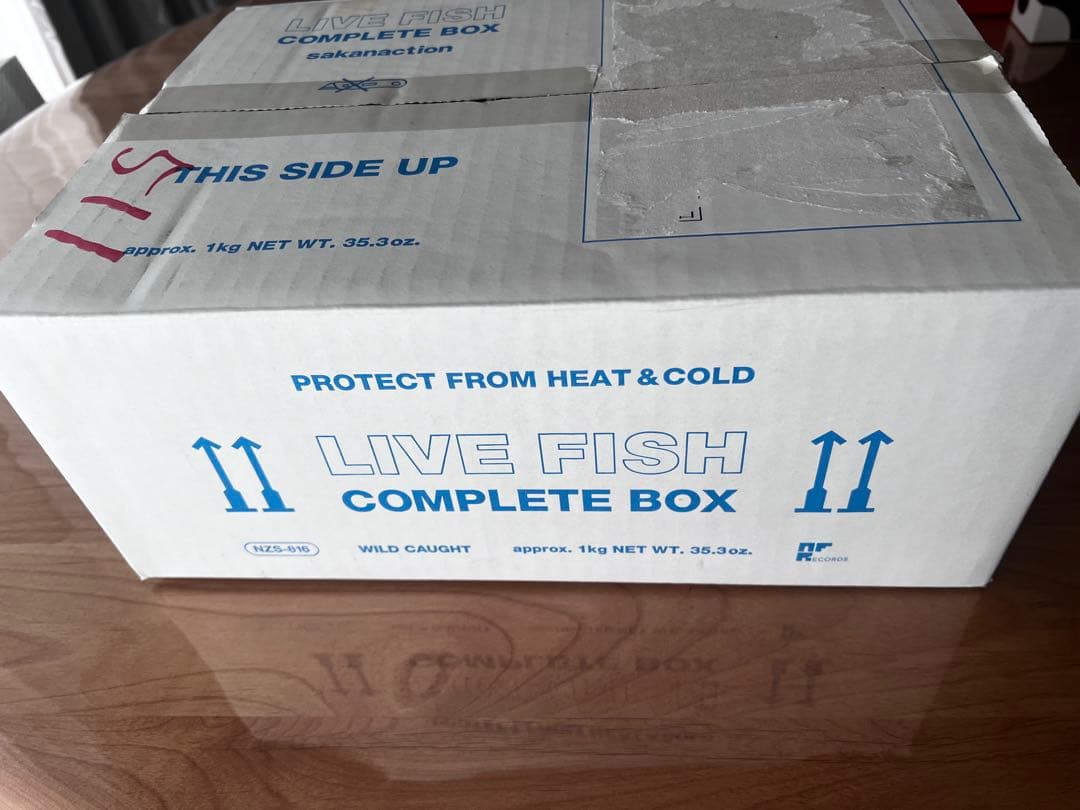 LIVE FISH
COMPLETE BOX
sakanaction
THIS SIDE UP
115
approx. 1kg NET WT. 35.3oz.
PROTECT FROM HEAT & COLD
LIVE FISH
COMPLETE BOX
NZS-816 WILD CAUGHT approx. 1kg NET WT. 35.3oz. NF RECORDS